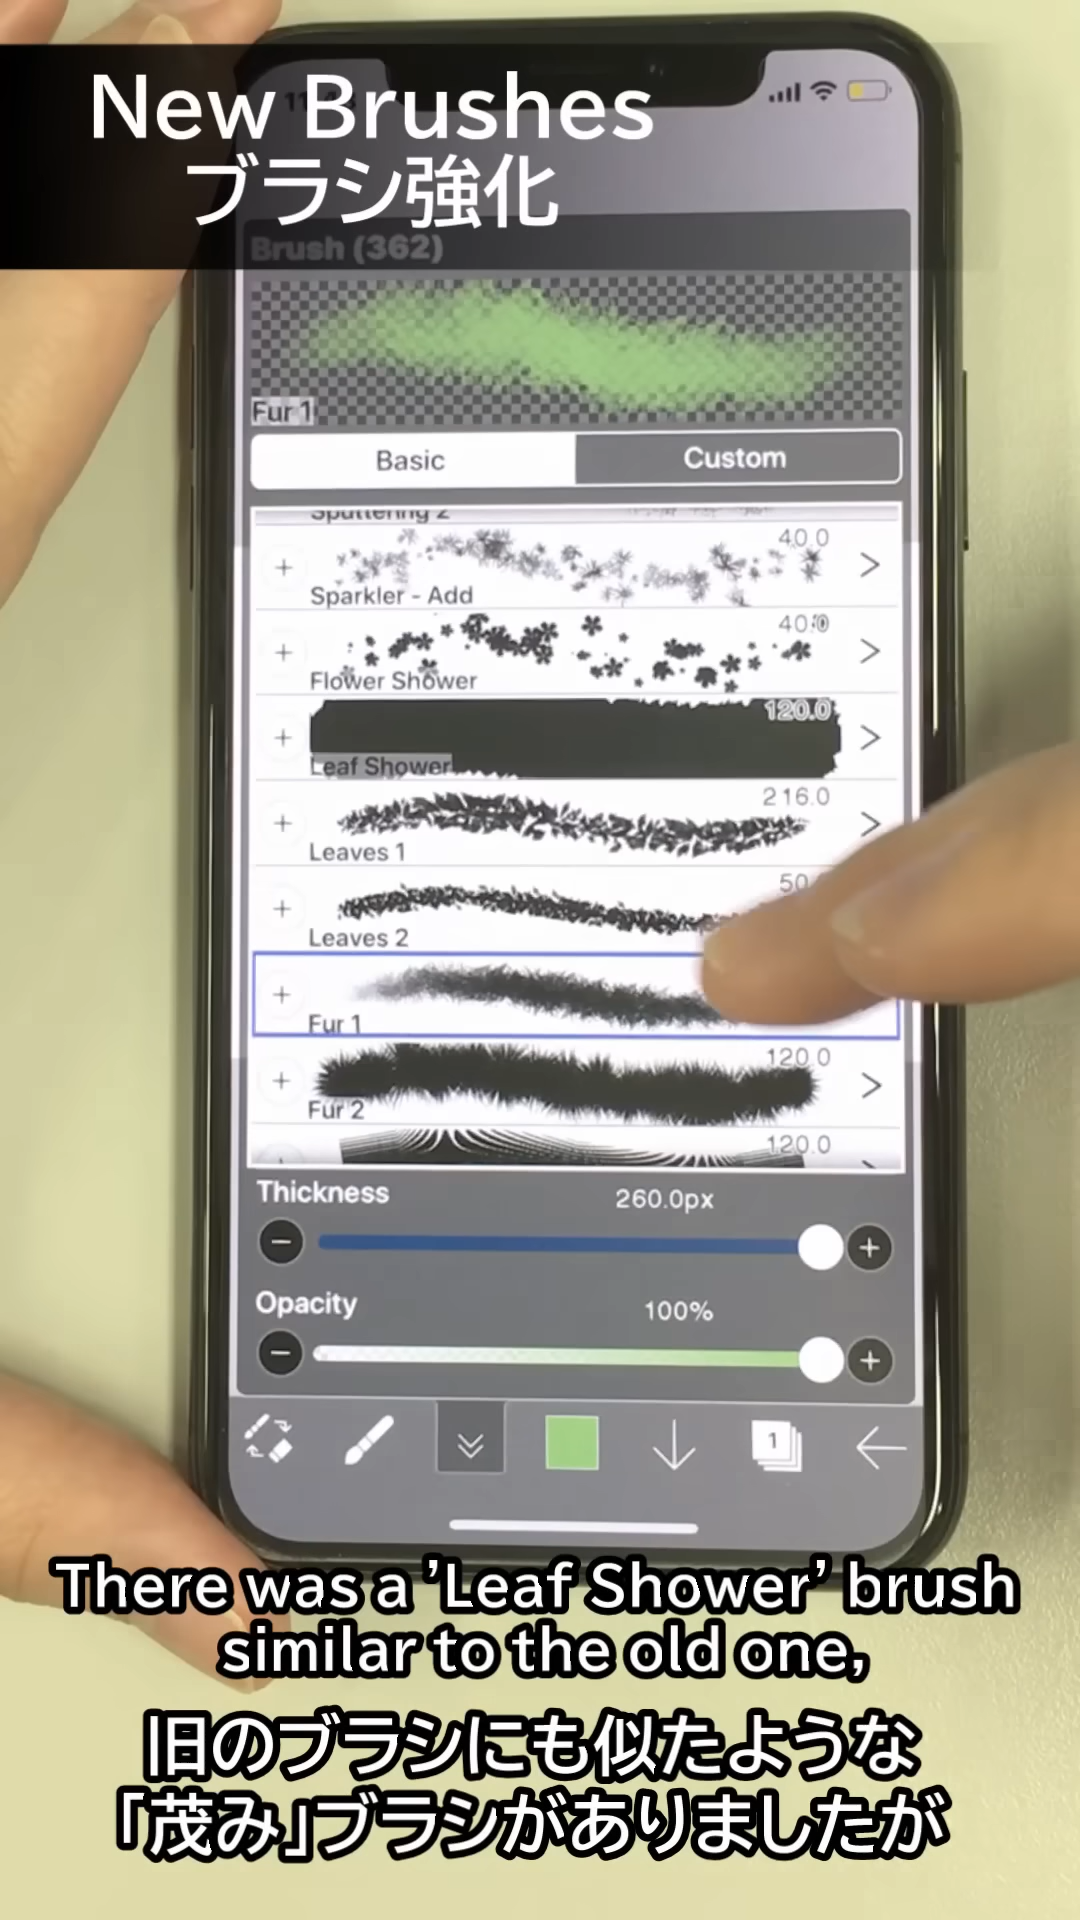 New Brushes
ブラシ強化
Brush (362)
Fur 1
Basic
Custom
Sputtering 2
40.0
Sparkler - Add
40.0
Flower Shower
120.0
Leaf Shower
216.0
Leaves 1
50
Leaves 2
Fur 1
120.0
Fur 2
120.0
Thickness
260.0px
Opacity
100%
1
There was a 'Leaf Shower' brush
similar to the old one,
旧のブラシにも似たような
「茂み」ブラシがありましたが